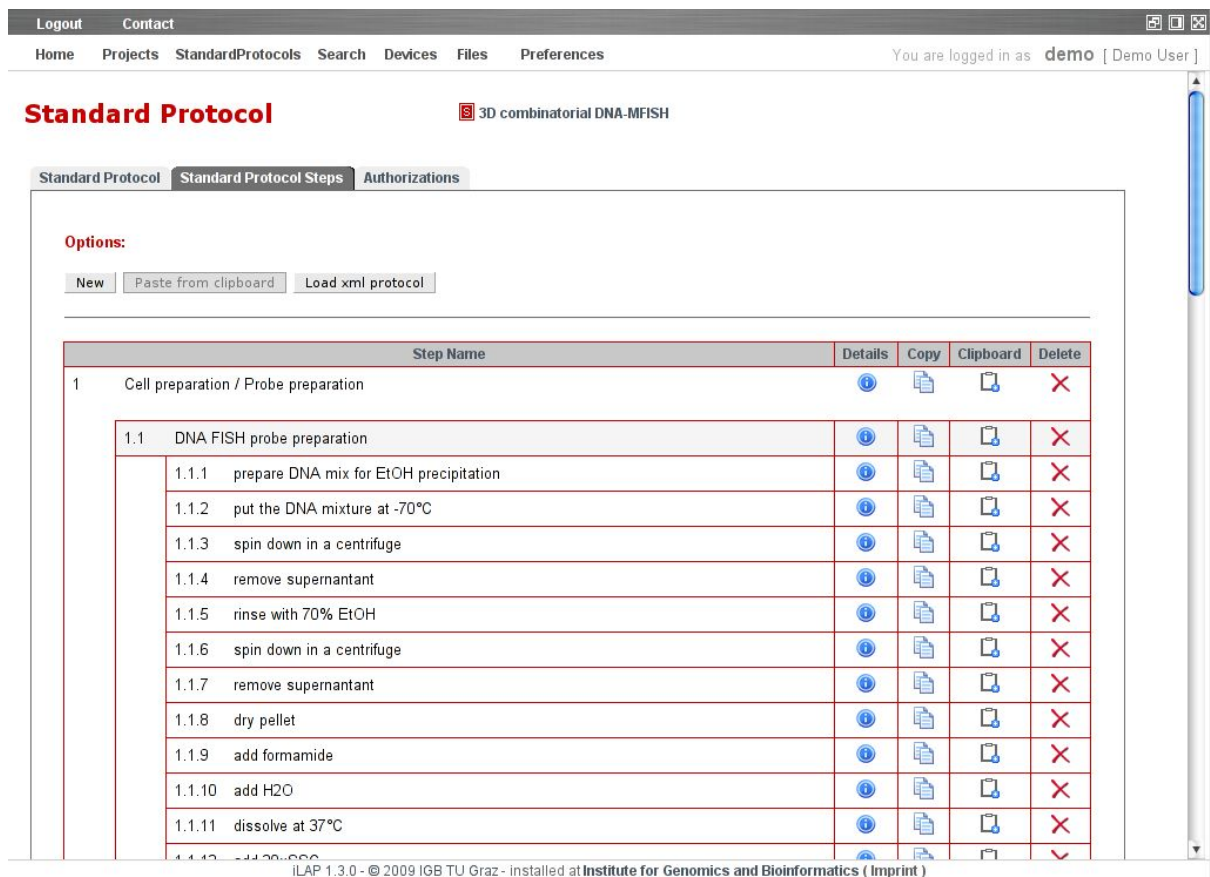 Logout Contact
Home Projects StandardProtocols Search Devices Files Preferences You are logged in as demo [ Demo User ]
Standard Protocol S 3D combinatorial DNA-MFISH
Standard Protocol Standard Protocol Steps Authorizations
Options:
New Paste from clipboard Load xml protocol
Step Name Details Copy Clipboard Delete
1 Cell preparation / Probe preparation
1.1 DNA FISH probe preparation
1.1.1 prepare DNA mix for EtOH precipitation
1.1.2 put the DNA mixture at -70°C
1.1.3 spin down in a centrifuge
1.1.4 remove supernantant
1.1.5 rinse with 70% EtOH
1.1.6 spin down in a centrifuge
1.1.7 remove supernantant
1.1.8 dry pellet
1.1.9 add formamide
1.1.10 add H2O
1.1.11 dissolve at 37°C
iLAP 1.3.0 - © 2009 IGB TU Graz - installed at Institute for Genomics and Bioinformatics ( Imprint )